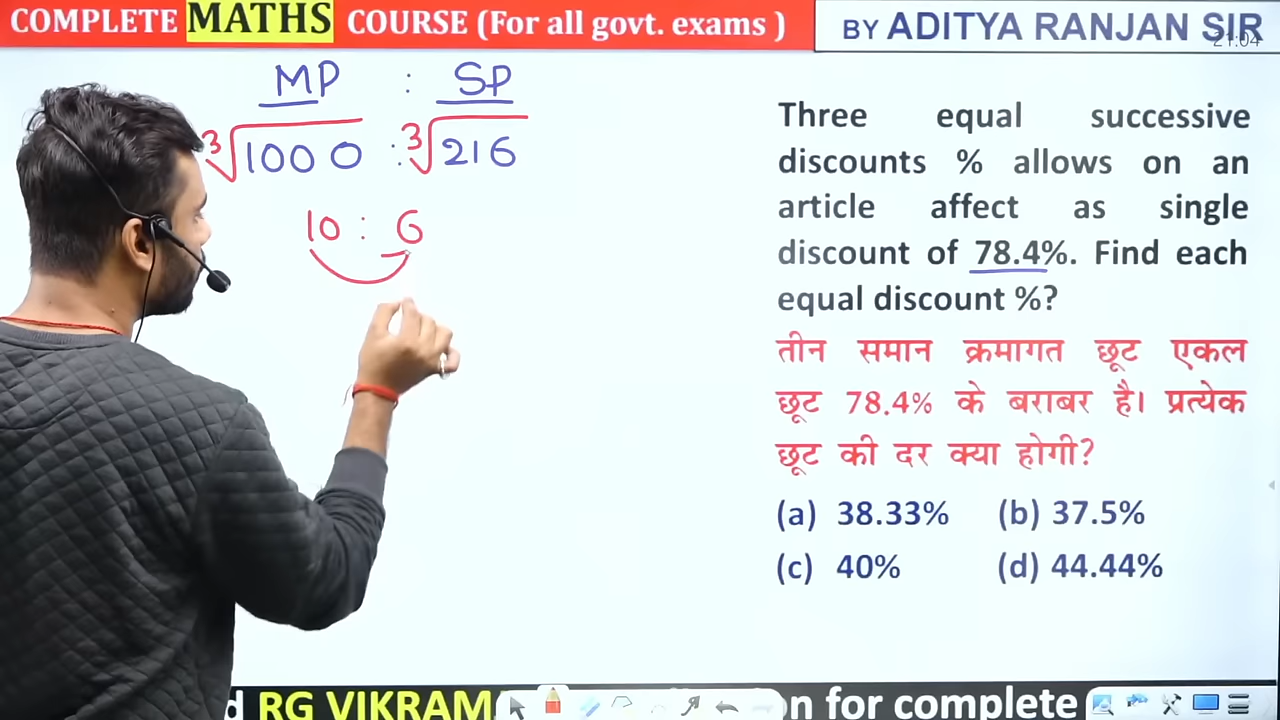 COMPLETE MATHS COURSE (For all govt. exams )
BY ADITYA RANJAN SIR
21:04
MP : SP
∛1000 : ∛216
10 : 6
Three equal successive
discounts % allows on an
article affect as single
discount of 78.4%. Find each
equal discount %?
तीन समान क्रमागत छूट एकल
छूट 78.4% के बराबर है। प्रत्येक
छूट की दर क्या होगी?
(a) 38.33% (b) 37.5%
(c) 40% (d) 44.44%
RG VIKRAM
for complete